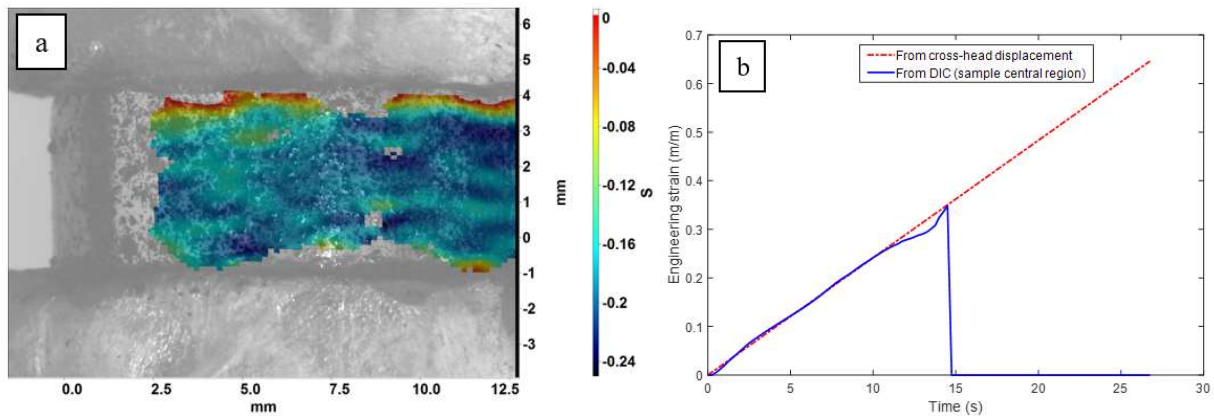 a
6
5
4
3
2
1
0
-1
-2
-3
mm
0.0 2.5 5.0 7.5 10.0 12.5
mm
0
-0.04
-0.08
-0.12
-0.16
-0.2
-0.24
S
b
From cross-head displacement
From DIC (sample central region)
0.7
0.6
0.5
0.4
0.3
0.2
0.1
0
Engineering strain (m/m)
0 5 10 15 20 25 30
Time (s)